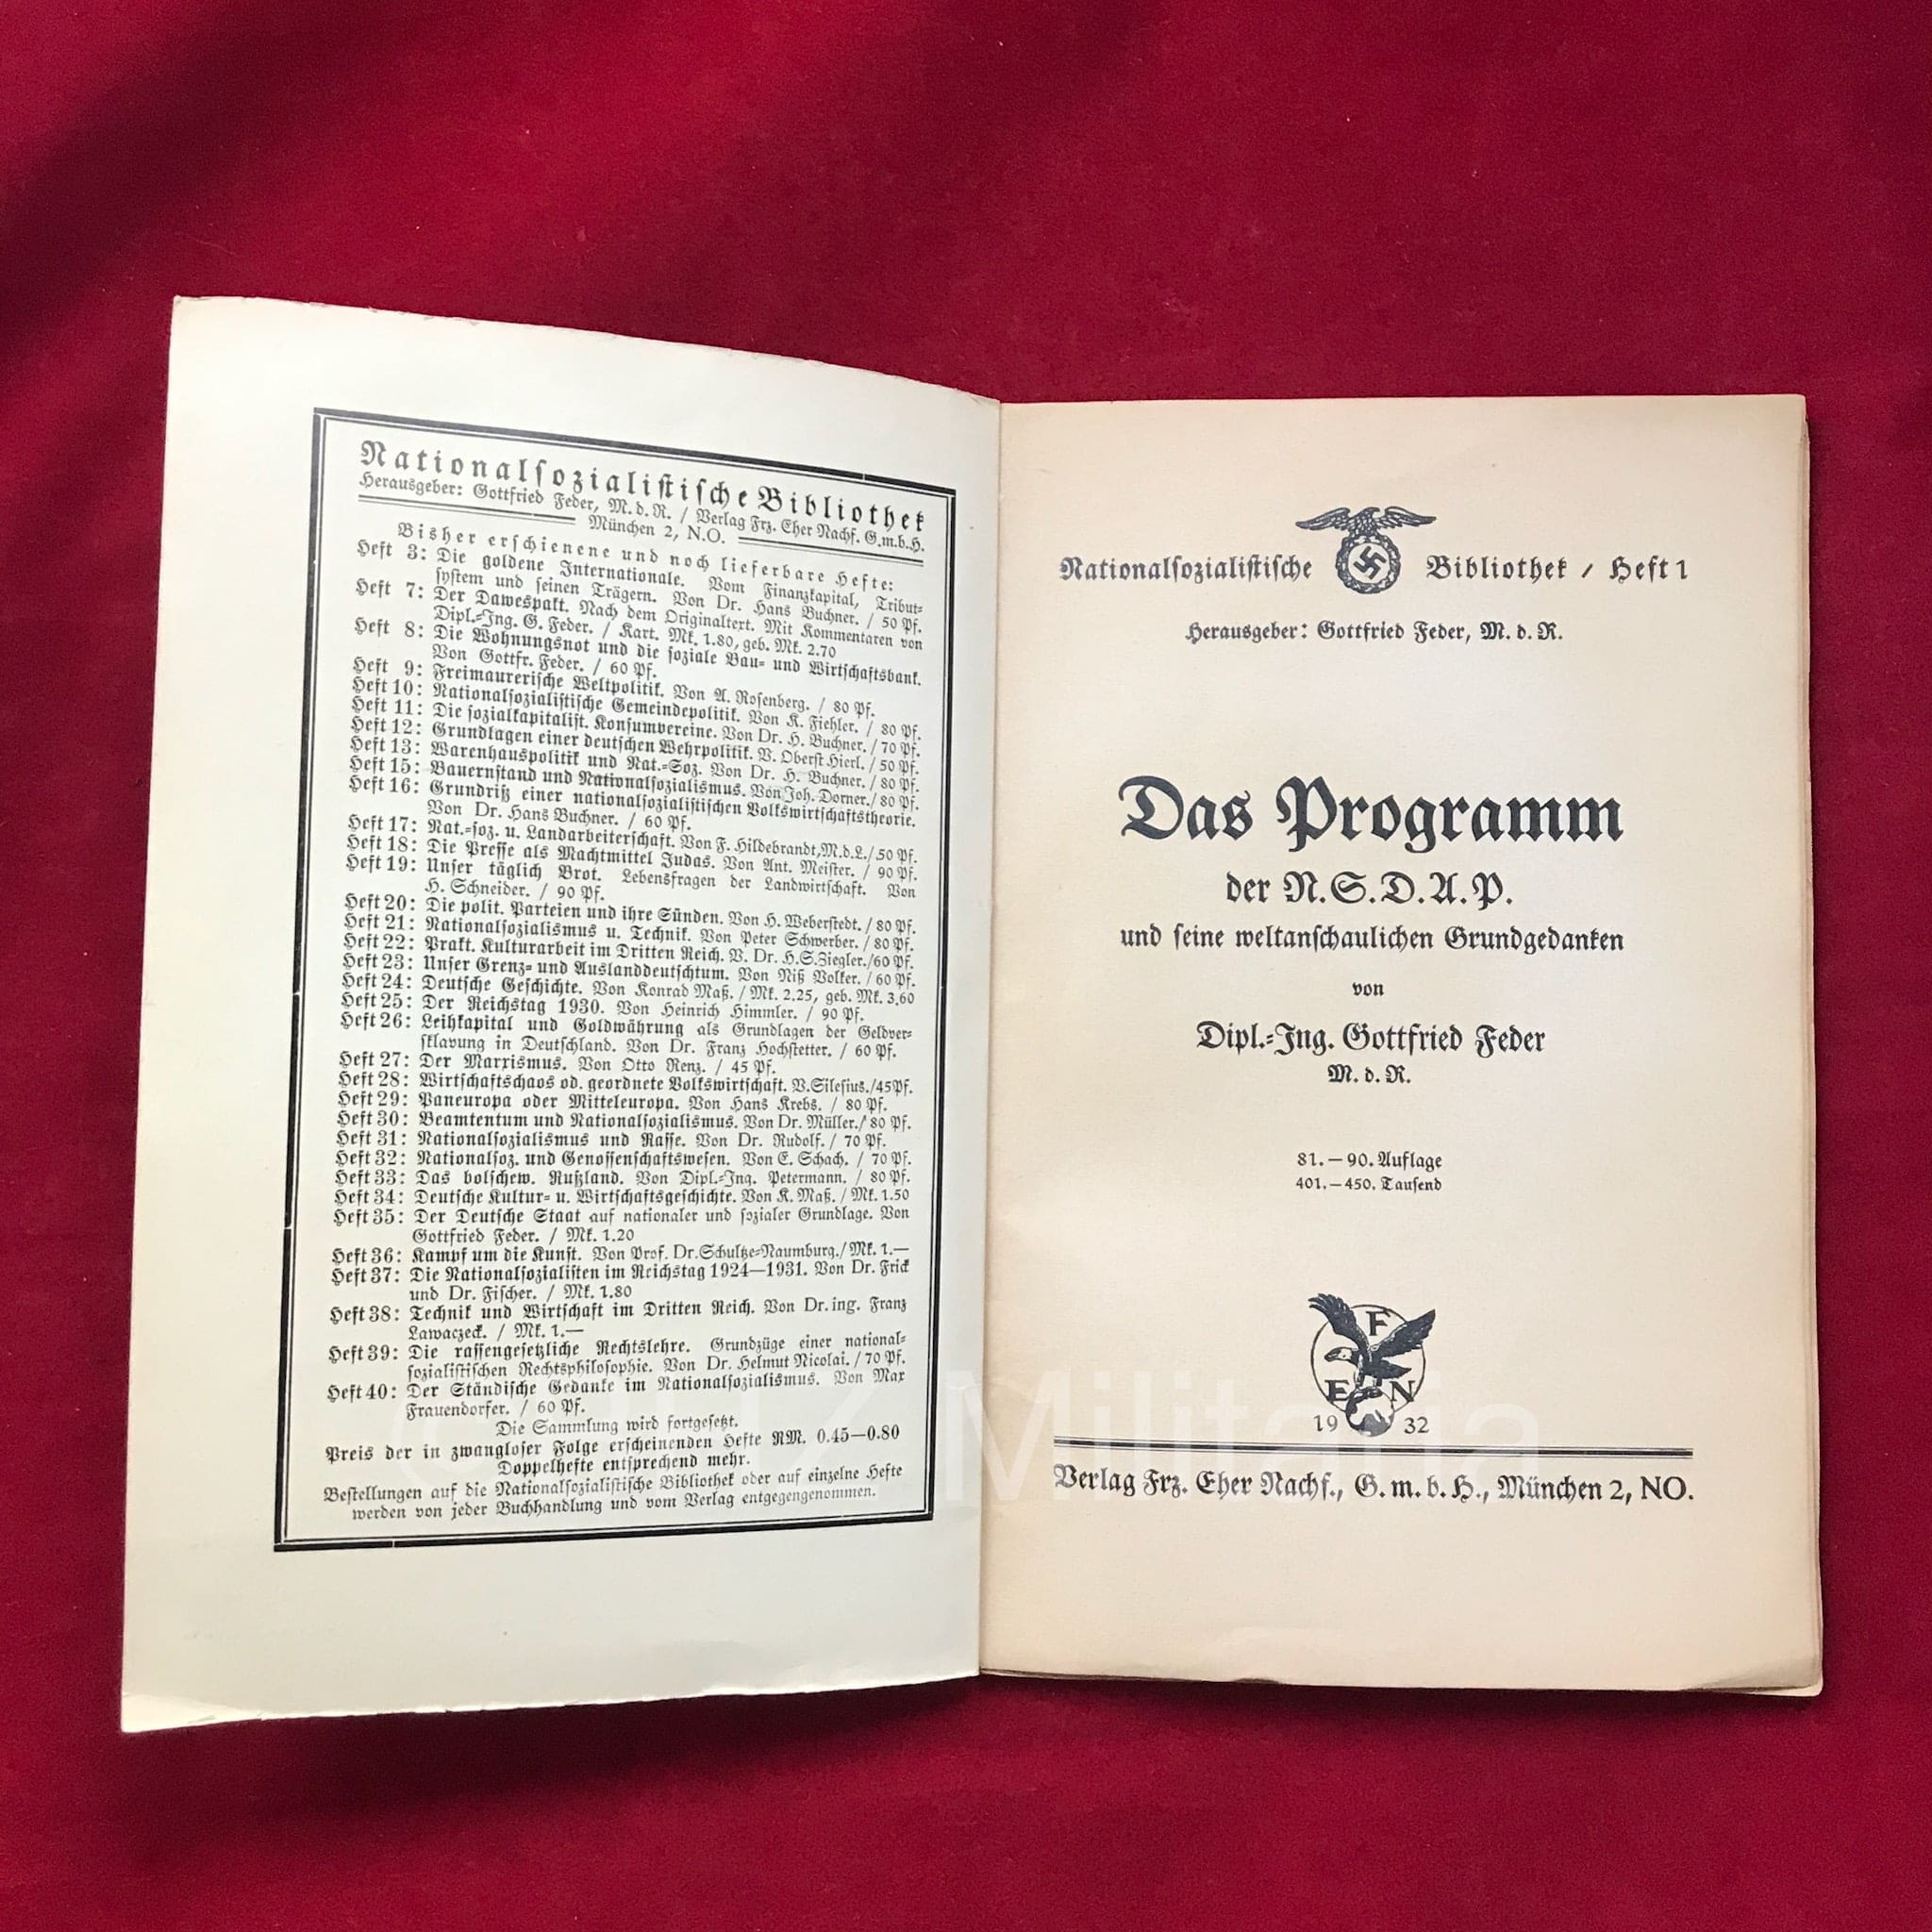 Nationalsozialistische Bibliothek
Herausgeber: Gottfried Feder, M. d. R. / Verlag Frz. Eher Nachf. G.m.b.H.
München 2, N.O.
Bisher erschienene und noch lieferbare Hefte:
Heft 3: Die goldene Internationale. Vom Finanzkapital, Tribut-
system und seinen Trägern. Von Dr. Hans Buchner. / 50 Pf.
Heft 7: Der Dawespakt. Nach dem Originaltext. Mit Kommentaren von
Dipl.-Ing. G. Feder. / Kart. Mk. 1.80, geb. Mk. 2.70
Heft 8: Die Wohnungsnot und die soziale Bau- und Wirtschaftsbank.
Von Gottfr. Feder. / 60 Pf.
Heft 9: Freimaurerische Weltpolitik. Von A. Rosenberg. / 80 Pf.
Heft 10: Nationalsozialistische Gemeindepolitik. Von K. Fiehler. / 80 Pf.
Heft 11: Die sozialkapitalist. Konsumvereine. Von Dr. H. Buchner. / 70 Pf.
Heft 12: Grundlagen einer deutschen Wehrpolitik. V. Oberst Hierl. / 50 Pf.
Heft 13: Warenhauspolitik und Nat.-Soz. Von Dr. H. Buchner. / 80 Pf.
Heft 15: Bauernstand und Nationalsozialismus. Von Joh. Dorner. / 80 Pf.
Heft 16: Grundriß einer nationalsozialistischen Volkswirtschaftstheorie.
Von Dr. Hans Buchner. / 60 Pf.
Heft 17: Nat.-soz. u. Landarbeiterschaft. Von F. Hildebrandt, M.d.L. / 50 Pf.
Heft 18: Die Presse als Machtmittel Judas. Von Ant. Meister. / 90 Pf.
Heft 19: Unser täglich Brot. Lebensfragen der Landwirtschaft. Von
H. Schneider. / 90 Pf.
Heft 20: Die polit. Parteien und ihre Sünden. Von H. Weberstedt. / 80 Pf.
Heft 21: Nationalsozialismus u. Technik. Von Peter Schwerber. / 80 Pf.
Heft 22: Prakt. Kulturarbeit im Dritten Reich. V. Dr. H.S. Ziegler. / 60 Pf.
Heft 23: Unser Grenz- und Auslanddeutschtum. Von Niß Volker. / 60 Pf.
Heft 24: Deutsche Geschichte. Von Konrad Maß. / Mk. 2.25, geb. Mk. 3.60
Heft 25: Der Reichstag 1930. Von Heinrich Himmler. / 90 Pf.
Heft 26: Leihkapital und Goldwährung als Grundlagen der Geldver-
sklavung in Deutschland. Von Dr. Franz Hochstetter. / 60 Pf.
Heft 27: Der Marxismus. Von Otto Renz. / 45 Pf.
Heft 28: Wirtschaftschaos od. geordnete Volkswirtschaft. V. Silesius. / 45 Pf.
Heft 29: Paneuropa oder Mitteleuropa. Von Hans Krebs. / 80 Pf.
Heft 30: Beamtentum und Nationalsozialismus. Von Dr. Müller. / 80 Pf.
Heft 31: Nationalsozialismus und Rasse. Von Dr. Rudolf. / 70 Pf.
Heft 32: Nationalsoz. und Genossenschaftswesen. Von E. Schach. / 70 Pf.
Heft 33: Das bolschew. Rußland. Von Dipl.-Ing. Petermann. / 80 Pf.
Heft 34: Deutsche Kultur- u. Wirtschaftsgeschichte. Von K. Maß. / Mk. 1.50
Heft 35: Der Deutsche Staat auf nationaler und sozialer Grundlage. Von
Gottfried Feder. / Mk. 1.20
Heft 36: Kampf um die Kunst. Von Prof. Dr. Schultze-Naumburg. / Mk. 1.—
Heft 37: Die Nationalsozialisten im Reichstag 1924—1931. Von Dr. Frick
und Dr. Fischer. / Mk. 1.80
Heft 38: Technik und Wirtschaft im Dritten Reich. Von Dr. ing. Franz
Lawaczeck. / Mk. 1.—
Heft 39: Die rassengesetzliche Rechtslehre. Grundzüge einer national-
sozialistischen Rechtsphilosophie. Von Dr. Helmut Nicolai. / 70 Pf.
Heft 40: Der Ständische Gedanke im Nationalsozialismus. Von Max
Frauendorfer. / 60 Pf.
Die Sammlung wird fortgesetzt.
Preis der in zwangloser Folge erscheinenden Hefte RM. 0.45—0.80
Doppelhefte entsprechend mehr.
Bestellungen auf die Nationalsozialistische Bibliothek oder auf einzelne Hefte
werden von jeder Buchhandlung und vom Verlag entgegengenommen.
Nationalsozialistische Bibliothek / Heft 1
Herausgeber: Gottfried Feder, M. d. R.
Das Programm
der N.S.D.A.P.
und seine weltanschaulichen Grundgedanken
von
Dipl.-Ing. Gottfried Feder
M. d. R.
81.—90. Auflage
401.—450. Tausend
F
E N
19 32
Verlag Frz. Eher Nachf., G. m. b. H., München 2, NO.
Militaria